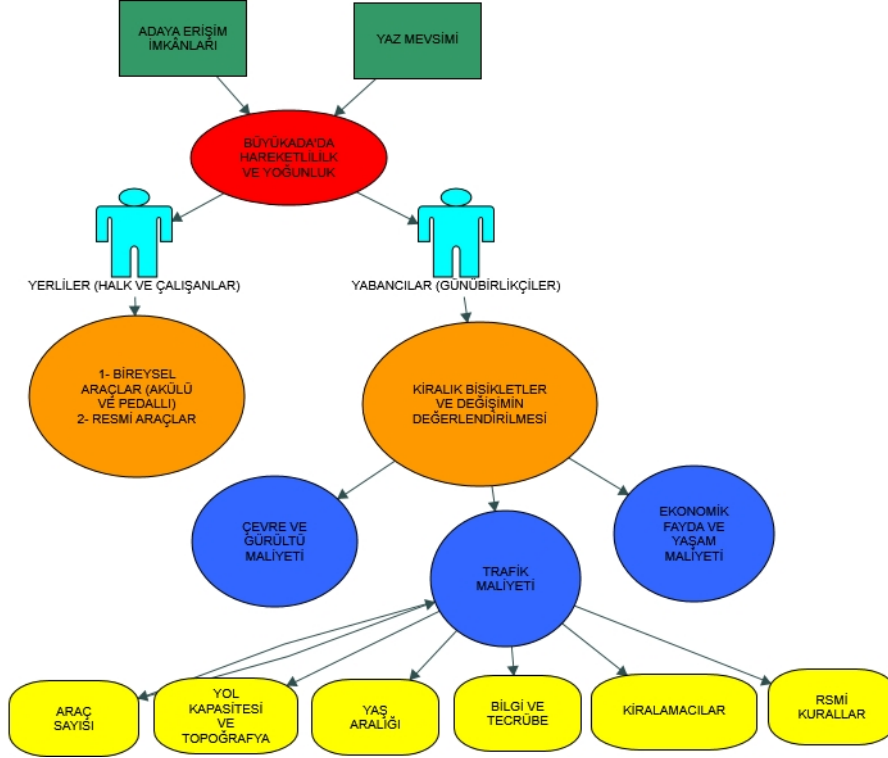 ADAYA ERİŞİM
İMKÂNLARI
YAZ MEVSİMİ
BÜYÜKADA'DA
HAREKETLİLİLK
VE YOĞUNLUK
YERLİLER (HALK VE ÇALIŞANLAR)
YABANCILAR (GÜNÜBİRLİKÇİLER)
1- BİREYSEL
ARAÇLAR (AKÜLÜ
VE PEDALLI)
2- RESMİ ARAÇLAR
KİRALIK BİSİKLETLER
VE DEĞİŞİMİN
DEĞERLENDİRİLMESİ
ÇEVRE VE
GÜRÜLTÜ
MALİYETİ
TRAFİK
MALİYETİ
EKONOMİK
FAYDA VE
YAŞAM
MALİYETİ
ARAÇ
SAYISI
YOL
KAPASİTESİ
VE
TOPOĞRAFYA
YAŞ
ARALIĞI
BİLGİ VE
TECRÜBE
KİRALAMACILAR
RSMİ
KURALLAR